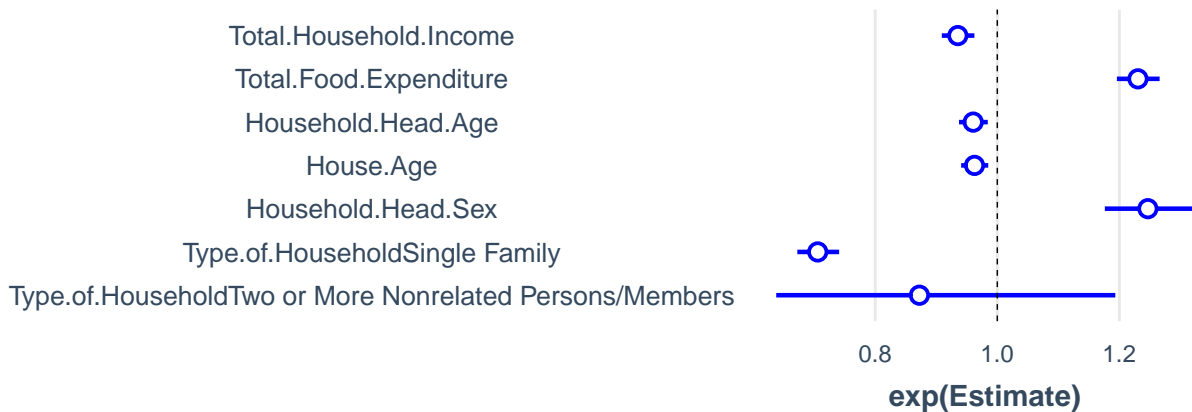 Total.Household.Income
Total.Food.Expenditure
Household.Head.Age
House.Age
Household.Head.Sex
Type.of.HouseholdSingle Family
Type.of.HouseholdTwo or More Nonrelated Persons/Members
0.8 1.0 1.2
exp(Estimate)